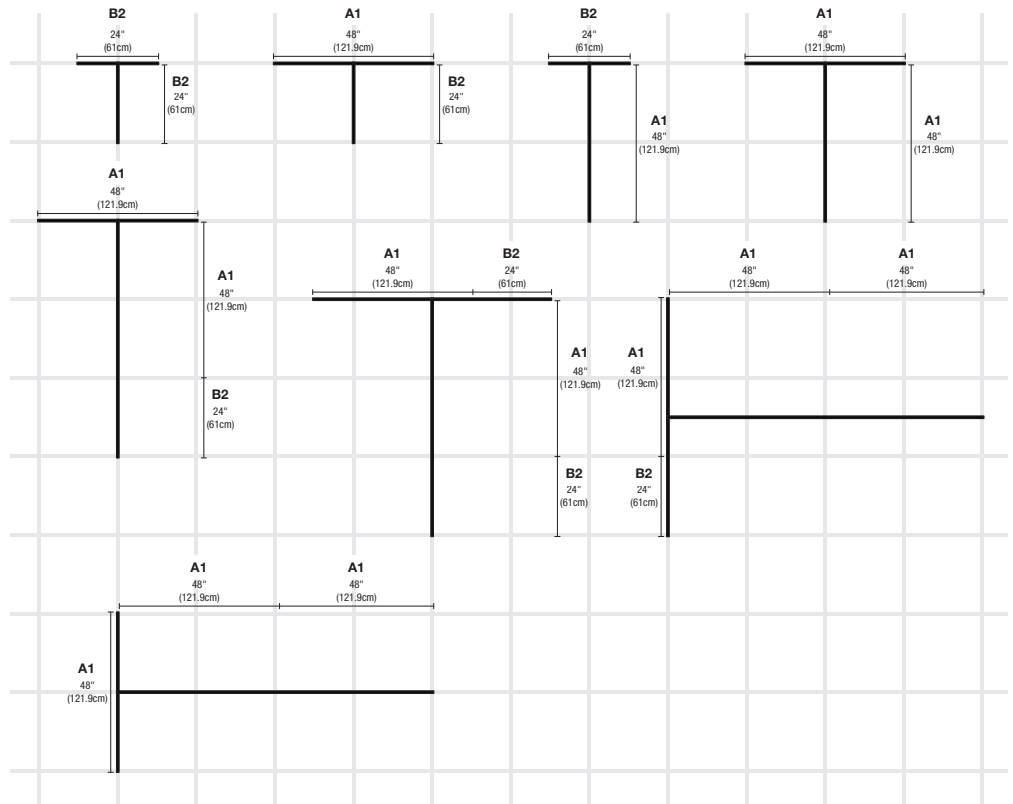 B2
24"
(61cm)
B2
24"
(61cm)
A1
48"
(121.9cm)
B2
24"
(61cm)
B2
24"
(61cm)
A1
48"
(121.9cm)
A1
48"
(121.9cm)
A1
48"
(121.9cm)
A1
48"
(121.9cm)
A1
48"
(121.9cm)
B2
24"
(61cm)
A1
48"
(121.9cm)
B2
24"
(61cm)
A1
48"
(121.9cm)
B2
24"
(61cm)
A1
48"
(121.9cm)
A1
48"
(121.9cm)
A1
48"
(121.9cm)
B2
24"
(61cm)
A1
48"
(121.9cm)
A1
48"
(121.9cm)
A1
48"
(121.9cm)